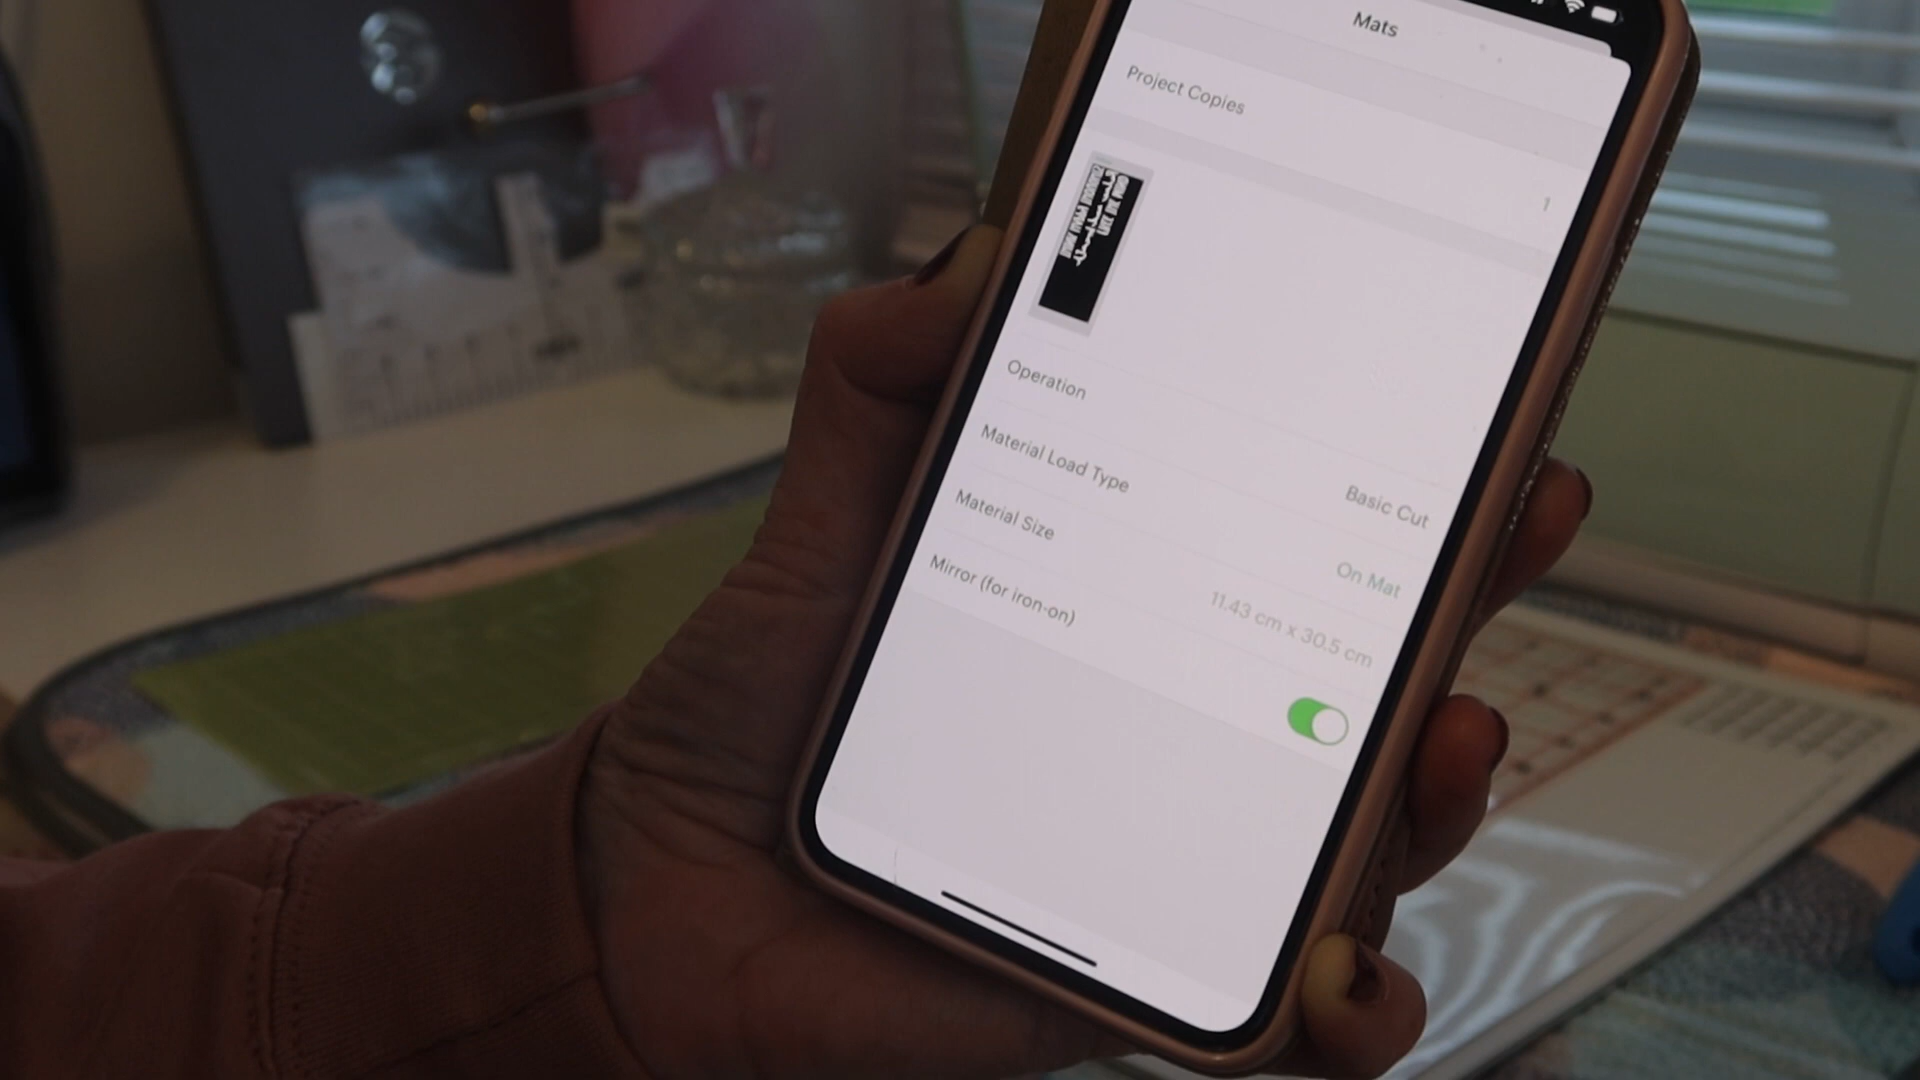 Mats
Project Copies
1
Operation
Basic Cut
Material Load Type
On Mat
Material Size
11.43 cm x 30.5 cm
Mirror (for iron-on)